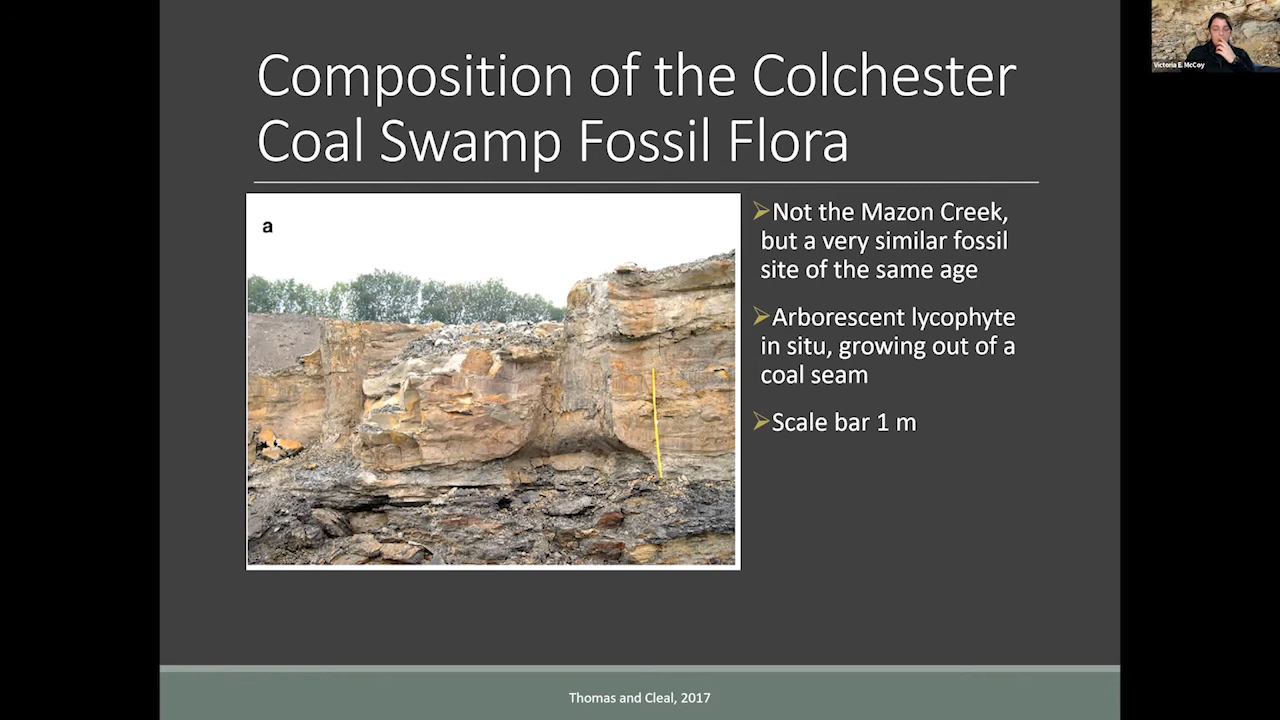 Composition of the Colchester
Coal Swamp Fossil Flora
a
➢Not the Mazon Creek,
but a very similar fossil
site of the same age
➢Arborescent lycophyte
in situ, growing out of a
coal seam
➢Scale bar 1 m
Thomas and Cleal, 2017
Victoria E. McCoy